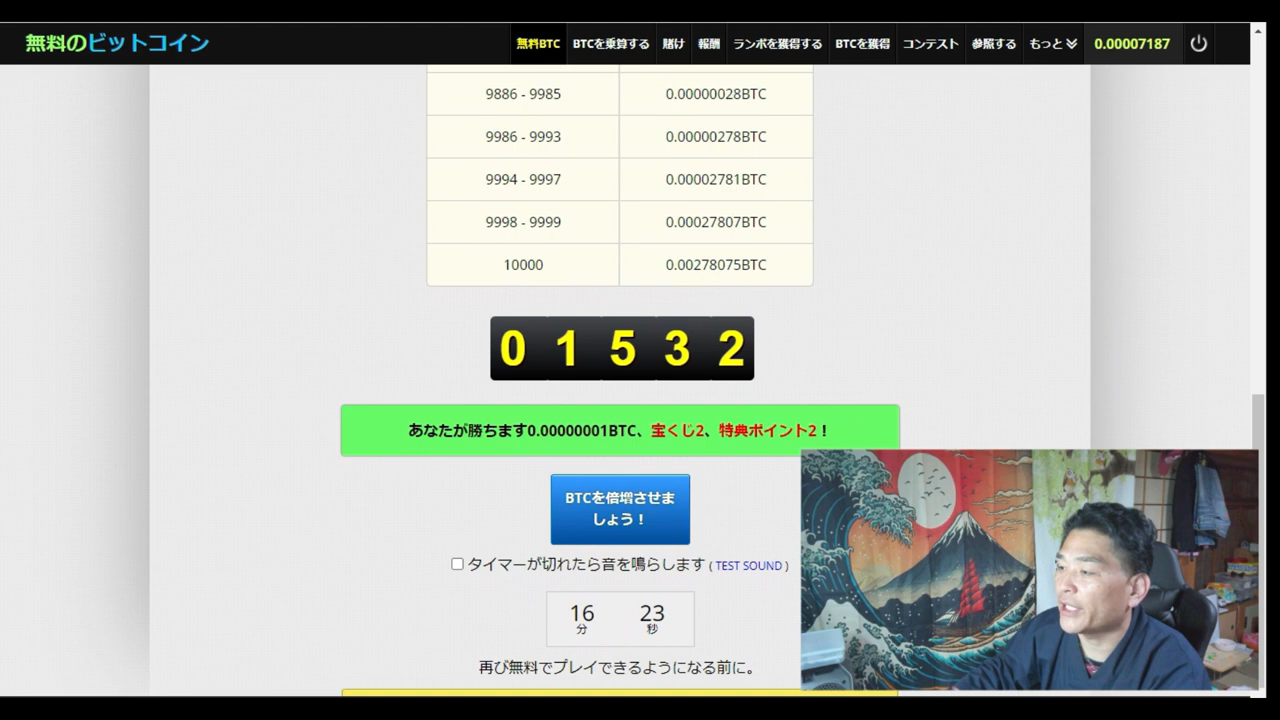 無料のビットコイン
無料BTC BTCを乗算する 賭け 報酬 ランボを獲得する BTCを獲得 コンテスト 参照する もっと 0.00007187
9886 - 9985 0.00000028BTC
9986 - 9993 0.00000278BTC
9994 - 9997 0.00002781BTC
9998 - 9999 0.00027807BTC
10000 0.00278075BTC
0 1 5 3 2
あなたが勝ちます0.00000001BTC、宝くじ2、特典ポイント2！
BTCを倍増させま
しょう！
タイマーが切れたら音を鳴らします ( TEST SOUND )
16 23
分 秒
再び無料でプレイできるようになる前に。